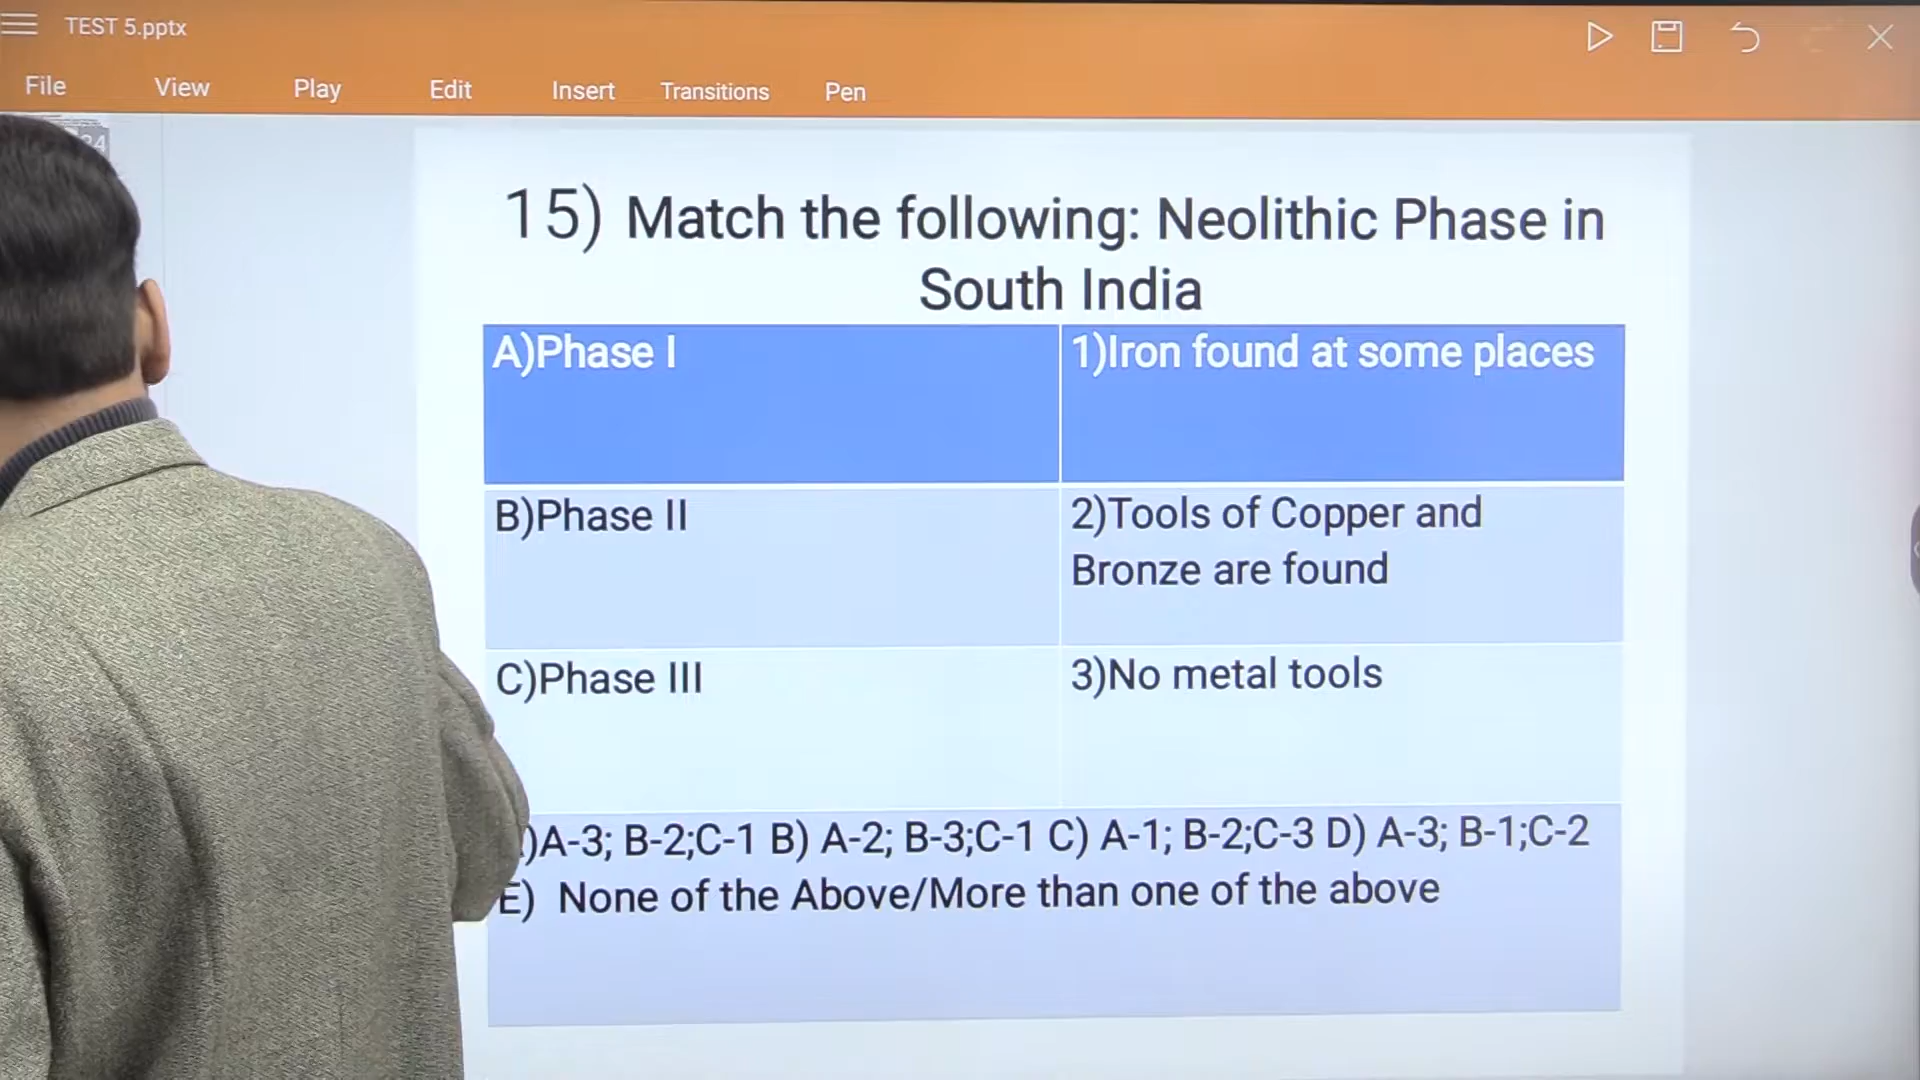 TEST 5.pptx
File View Play Edit Insert Transitions Pen
15) Match the following: Neolithic Phase in
South India
A)Phase I
1)Iron found at some places
B)Phase II
2)Tools of Copper and
Bronze are found
C)Phase III
3)No metal tools
)A-3; B-2;C-1 B) A-2; B-3;C-1 C) A-1; B-2;C-3 D) A-3; B-1;C-2
E) None of the Above/More than one of the above